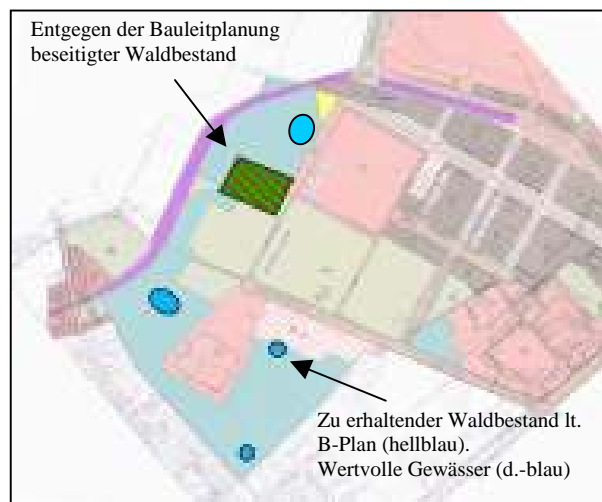 Entgegen der Bauleitplanung
beseitigter Waldbestand
Zu erhaltender Waldbestand lt.
B-Plan (hellblau).
Wertvolle Gewässer (d.-blau)